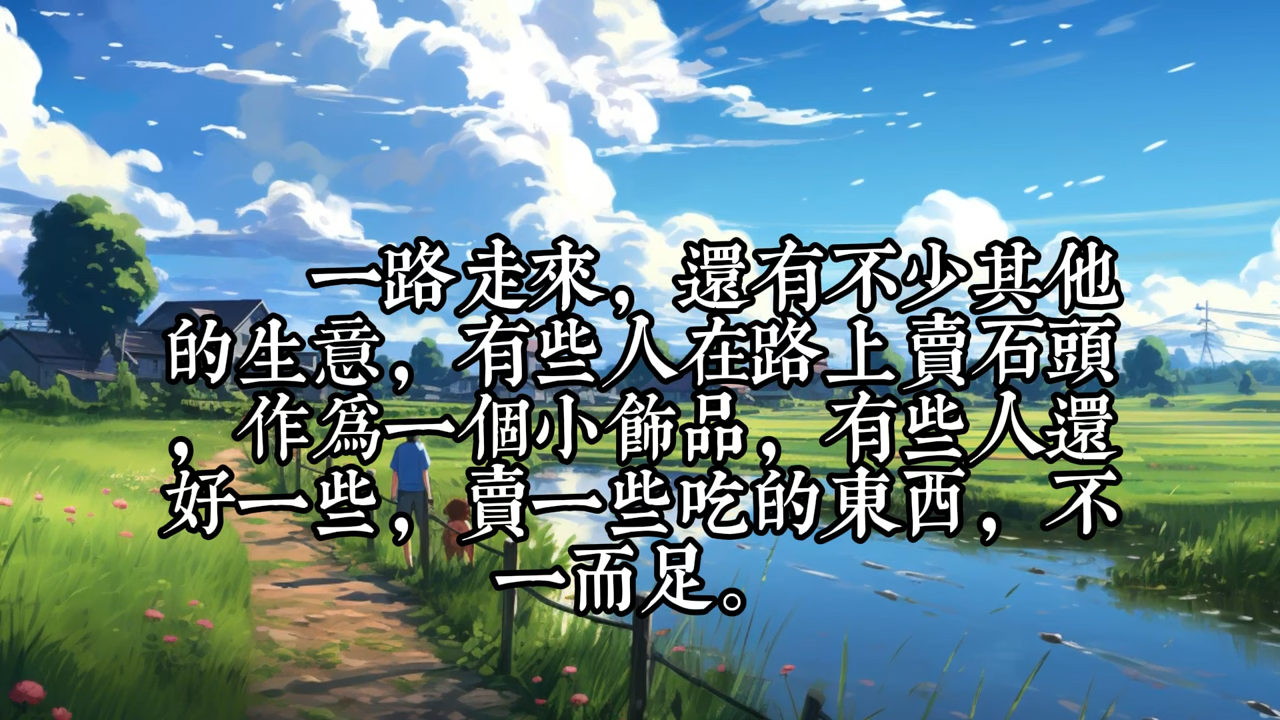 一路走來，還有不少其他
的生意，有些人在路上賣石頭
，作爲一個小飾品，有些人還
好一些，賣一些吃的東西，不
一而足。